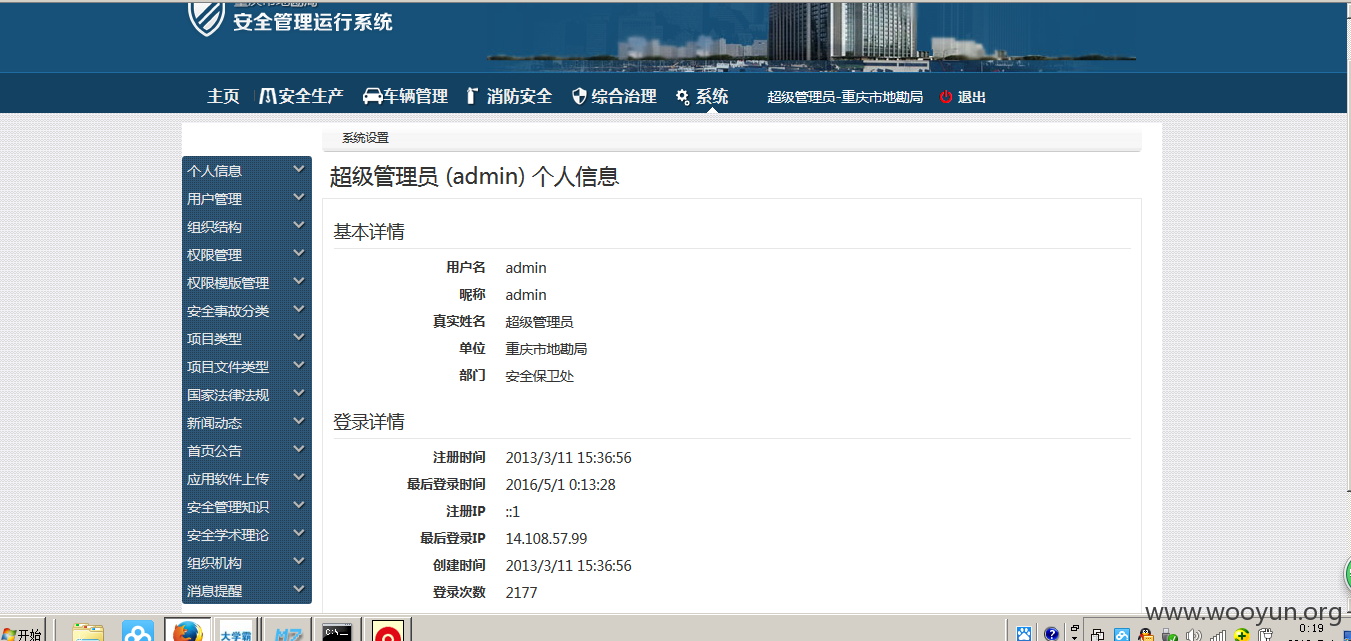 安全管理运行系统
主页 安全生产 车辆管理 消防安全 综合治理 系统 超级管理员-重庆市地勘局 退出
系统设置
个人信息
用户管理
组织结构
权限管理
权限模版管理
安全事故分类
项目类型
项目文件类型
国家法律法规
新闻动态
首页公告
应用软件上传
安全管理知识
安全学术理论
组织机构
消息提醒
超级管理员 (admin) 个人信息
基本详情
用户名 admin
昵称 admin
真实姓名 超级管理员
单位 重庆市地勘局
部门 安全保卫处
登录详情
注册时间 2013/3/11 15:36:56
最后登录时间 2016/5/1 0:13:28
注册IP ::1
最后登录IP 14.108.57.99
创建时间 2013/3/11 15:36:56
登录次数 2177
www.wooyun.org
开始 大学霸 C:\ 0:19